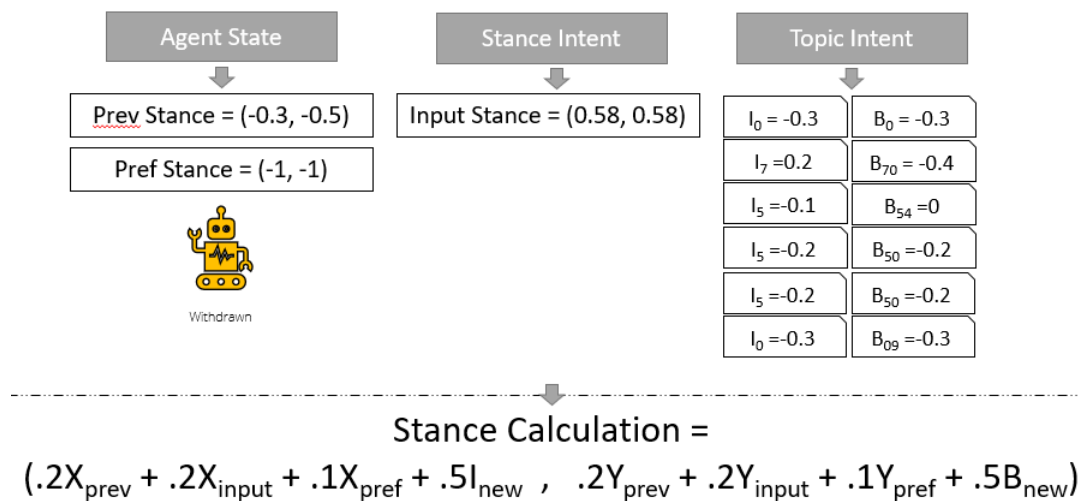 Agent State
Stance Intent
Topic Intent
Prev Stance = (-0.3, -0.5)
Input Stance = (0.58, 0.58)
Pref Stance = (-1, -1)
Withdrawn
I₀ = -0.3
B₀ = -0.3
I₇ =0.2
B₇₀ = -0.4
I₅ =-0.1
B₅₄ =0
I₅ =-0.2
B₅₀ =-0.2
I₅ =-0.2
B₅₀ =-0.2
I₀ =-0.3
B₀₉ =-0.3
Stance Calculation =
(.2Xprev + .2Xinput + .1Xpref + .5Inew , .2Yprev + .2Yinput + .1Ypref + .5Bnew)